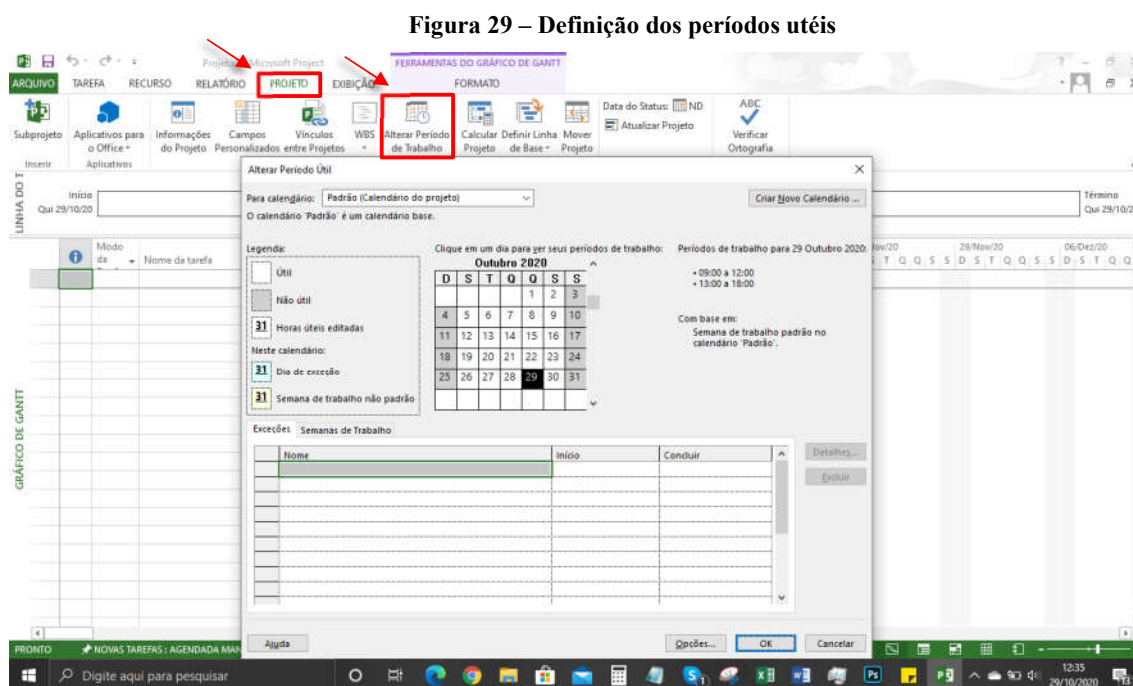 Figura 29 – Definição dos períodos utéis
Microsoft Project
FERRAMENTAS DO GRÁFICO DE GANTT
ARQUIVO TAREFA RECURSO RELATÓRIO PROJETO EXIBIÇÃO FORMATO
Subprojeto
Aplicativos para o Office
Informações do Projeto
Campos Personalizados
Vínculos entre Projetos
WBS
Alterar Período de Trabalho
Calcular Projeto
Definir Linha de Base
Mover Projeto
Data do Status: ND
Atualizar Projeto
ABC
Verificar Ortografia
Inserir Aplicativos
LINHA DO T
Início
Qui 29/10/20
Término
Qui 29/10/2
Alterar Período Útil
Para calendário: Padrão (Calendário do projeto)
Criar Novo Calendário ...
O calendário 'Padrão' é um calendário base.
Legenda:
Útil
Não útil
31 Horas úteis editadas
Neste calendário:
31 Dia de exceção
31 Semana de trabalho não padrão
Clique em um dia para ver seus períodos de trabalho:
Outubro 2020
D S T Q Q S S
1 2 3
4 5 6 7 8 9 10
11 12 13 14 15 16 17
18 19 20 21 22 23 24
25 26 27 28 29 30 31
Períodos de trabalho para 29 Outubro 2020:
• 09:00 a 12:00
• 13:00 a 18:00
Com base em:
Semana de trabalho padrão no
calendário 'Padrão'.
Exceções Semanas de Trabalho
Nome Início Concluir
Detalhes...
Excluir
Ajuda Opções... OK Cancelar
Modo da
Nome da tarefa
nov/20 29/Nov/20 06/Dez/20
T Q Q S S D S T Q Q S S D S T Q Q
GRÁFICO DE GANTT
PRONTO NOVAS TAREFAS : AGENDADA MAN
Digite aqui para pesquisar
12:35
29/10/2020